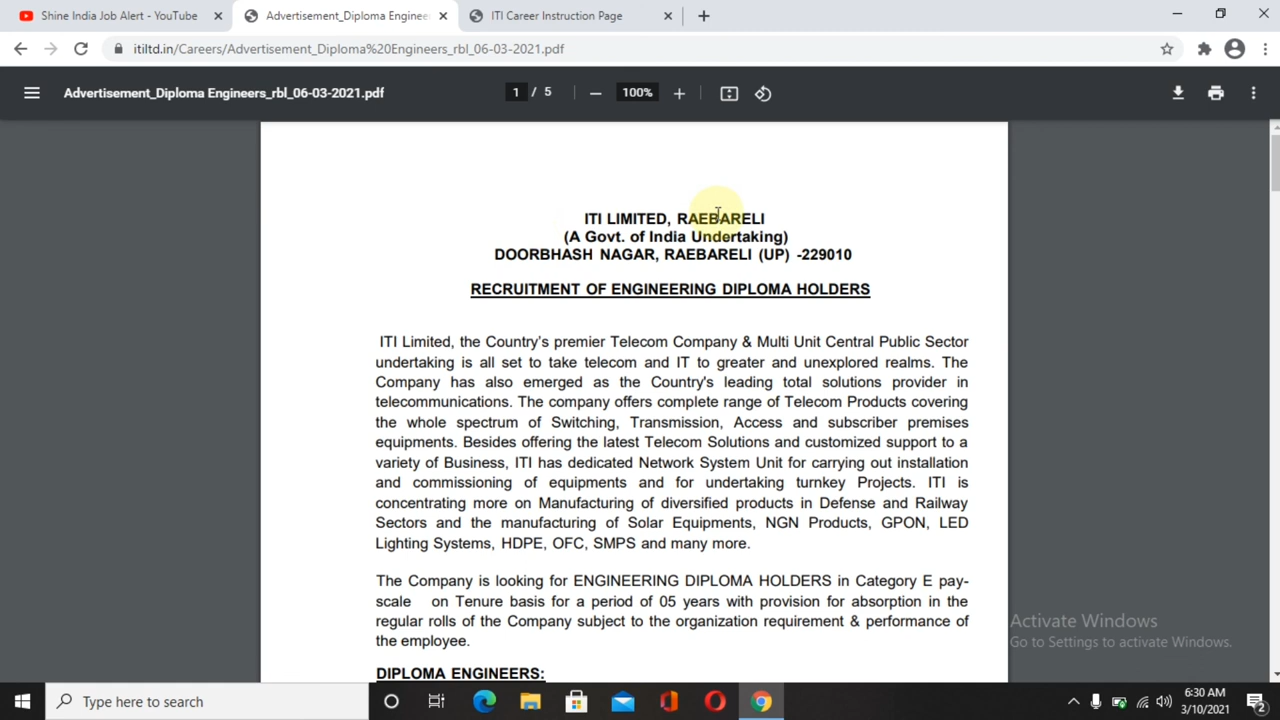 Shine India Job Alert - YouTube
Advertisement_Diploma Enginee
ITI Career Instruction Page
itiltd.in/Careers/Advertisement_Diploma%20Engineers_rbl_06-03-2021.pdf
Advertisement_Diploma Engineers_rbl_06-03-2021.pdf
1 / 5
100%
ITI LIMITED, RAEBARELI
(A Govt. of India Undertaking)
DOORBHASH NAGAR, RAEBARELI (UP) -229010
RECRUITMENT OF ENGINEERING DIPLOMA HOLDERS
ITI Limited, the Country's premier Telecom Company & Multi Unit Central Public Sector
undertaking is all set to take telecom and IT to greater and unexplored realms. The
Company has also emerged as the Country's leading total solutions provider in
telecommunications. The company offers complete range of Telecom Products covering
the whole spectrum of Switching, Transmission, Access and subscriber premises
equipments. Besides offering the latest Telecom Solutions and customized support to a
variety of Business, ITI has dedicated Network System Unit for carrying out installation
and commissioning of equipments and for undertaking turnkey Projects. ITI is
concentrating more on Manufacturing of diversified products in Defense and Railway
Sectors and the manufacturing of Solar Equipments, NGN Products, GPON, LED
Lighting Systems, HDPE, OFC, SMPS and many more.
The Company is looking for ENGINEERING DIPLOMA HOLDERS in Category E pay-
scale on Tenure basis for a period of 05 years with provision for absorption in the
regular rolls of the Company subject to the organization requirement & performance of
the employee.
DIPLOMA ENGINEERS:
Activate Windows
Go to Settings to activate Windows.
Type here to search
6:30 AM
3/10/2021
2